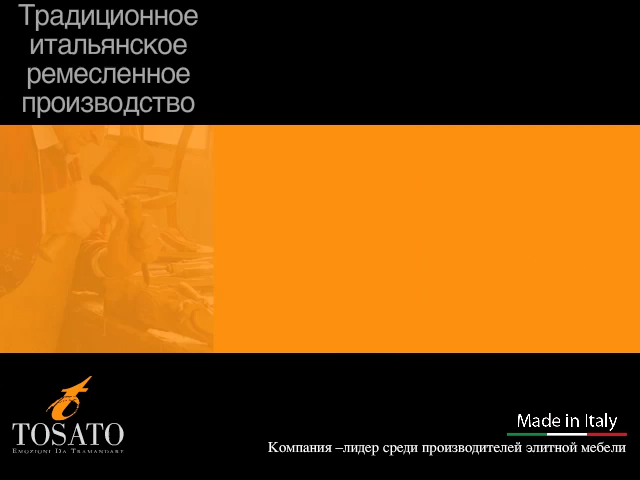 Традиционное
итальянское
ремесленное
производство
TOSATO
EMOZIONI DA TRAMANDARE
Made in Italy
Компания –лидер среди производителей элитной мебели